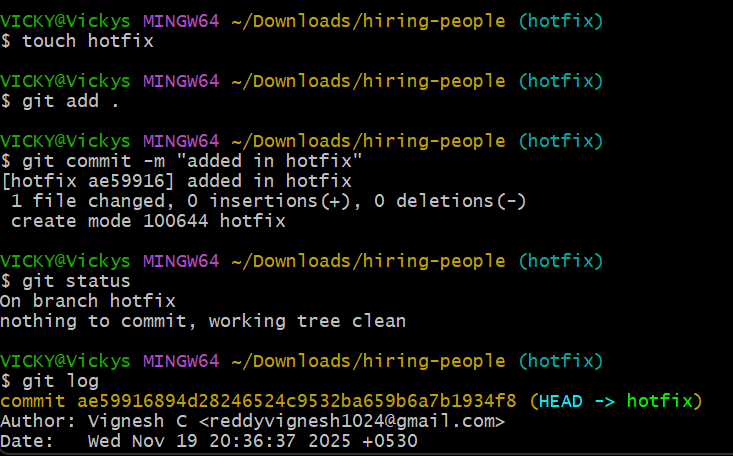 VICKY@Vickys MINGW64 ~/Downloads/hiring-people (hotfix)
$ touch hotfix
VICKY@Vickys MINGW64 ~/Downloads/hiring-people (hotfix)
$ git add .
VICKY@Vickys MINGW64 ~/Downloads/hiring-people (hotfix)
$ git commit -m "added in hotfix"
[hotfix ae59916] added in hotfix
 1 file changed, 0 insertions(+), 0 deletions(-)
 create mode 100644 hotfix
VICKY@Vickys MINGW64 ~/Downloads/hiring-people (hotfix)
$ git status
On branch hotfix
nothing to commit, working tree clean
VICKY@Vickys MINGW64 ~/Downloads/hiring-people (hotfix)
$ git log
commit ae59916894d28246524c9532ba659b6a7b1934f8 (HEAD -> hotfix)
Author: Vignesh C <reddyvignesh1024@gmail.com>
Date:   Wed Nov 19 20:36:37 2025 +0530